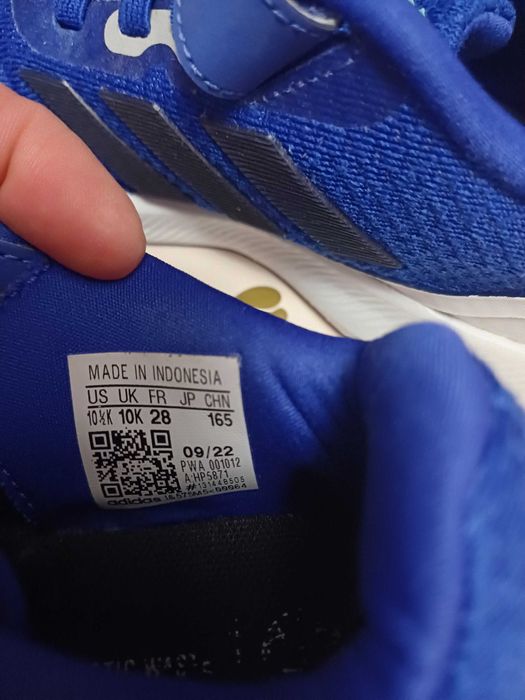 MADE IN INDONESIA
US UK FR JP CHN
10½K 10K 28 165
09/22
PWA 001012
A:HP5871
#131448505
adidas